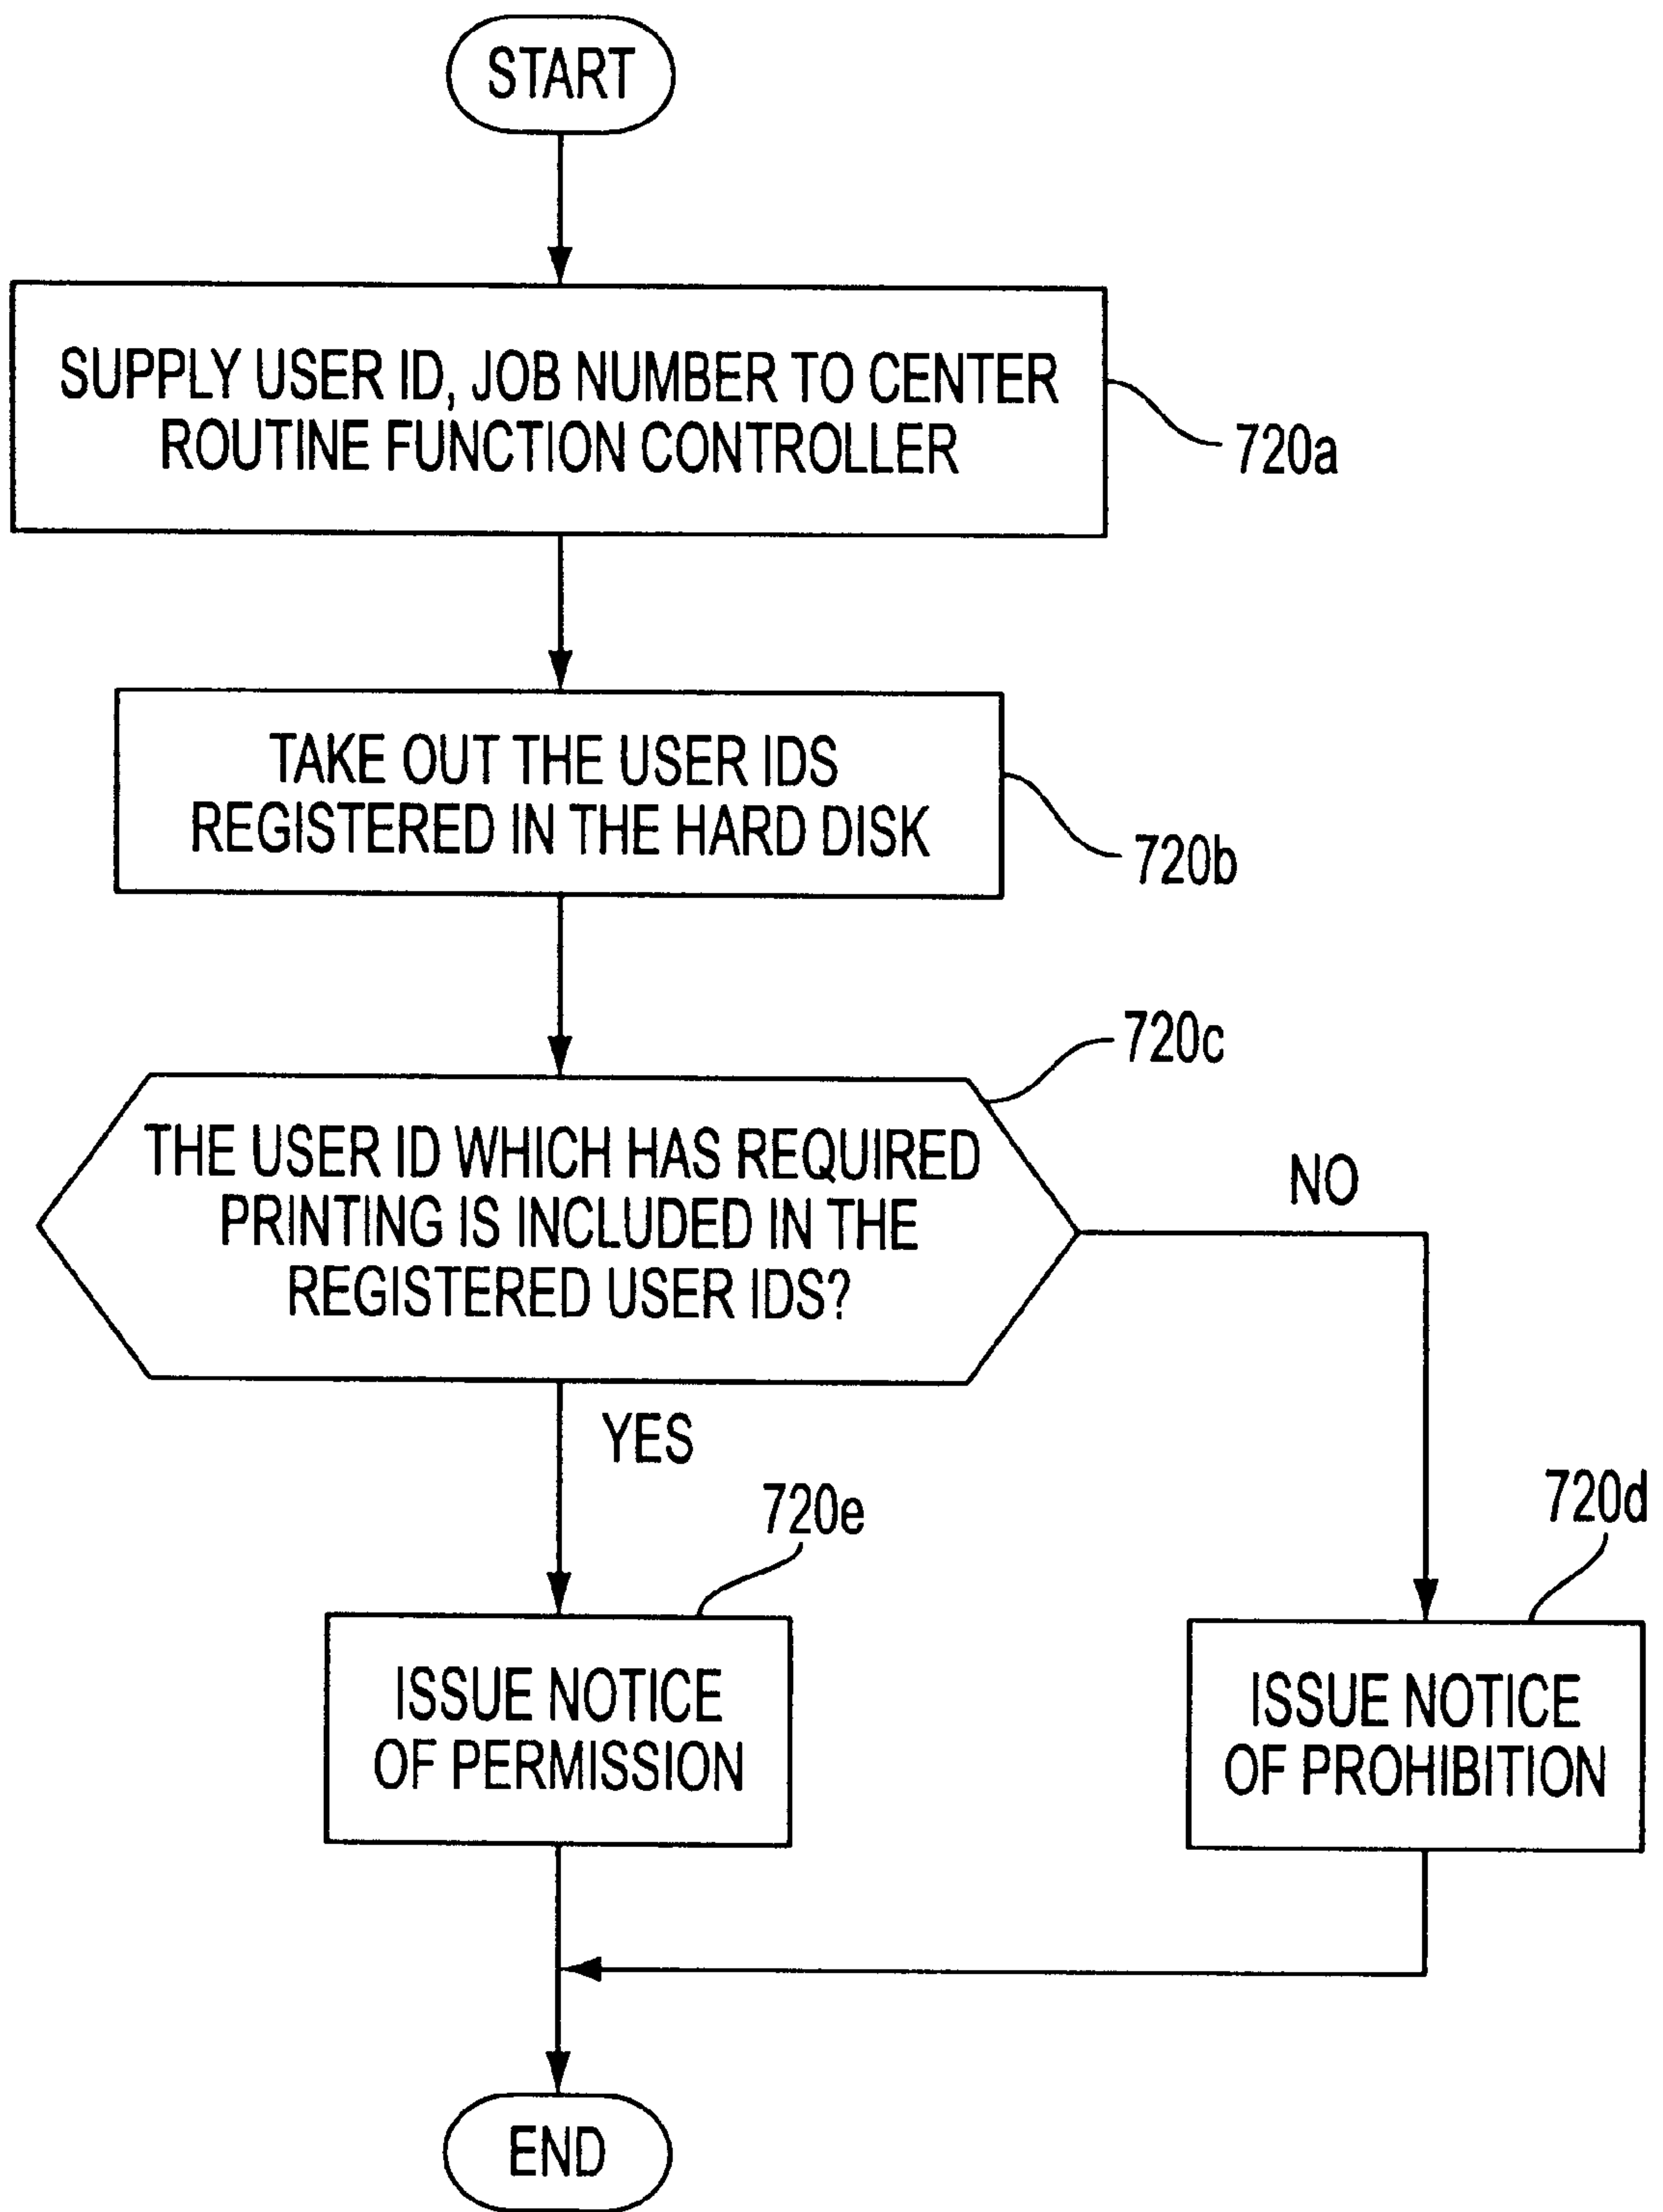 START
SUPPLY USER ID, JOB NUMBER TO CENTER
ROUTINE FUNCTION CONTROLLER
720a
TAKE OUT THE USER IDS
REGISTERED IN THE HARD DISK
720b
720c
THE USER ID WHICH HAS REQUIRED
PRINTING IS INCLUDED IN THE
REGISTERED USER IDS?
NO
YES
720e
720d
ISSUE NOTICE
OF PERMISSION
ISSUE NOTICE
OF PROHIBITION
END